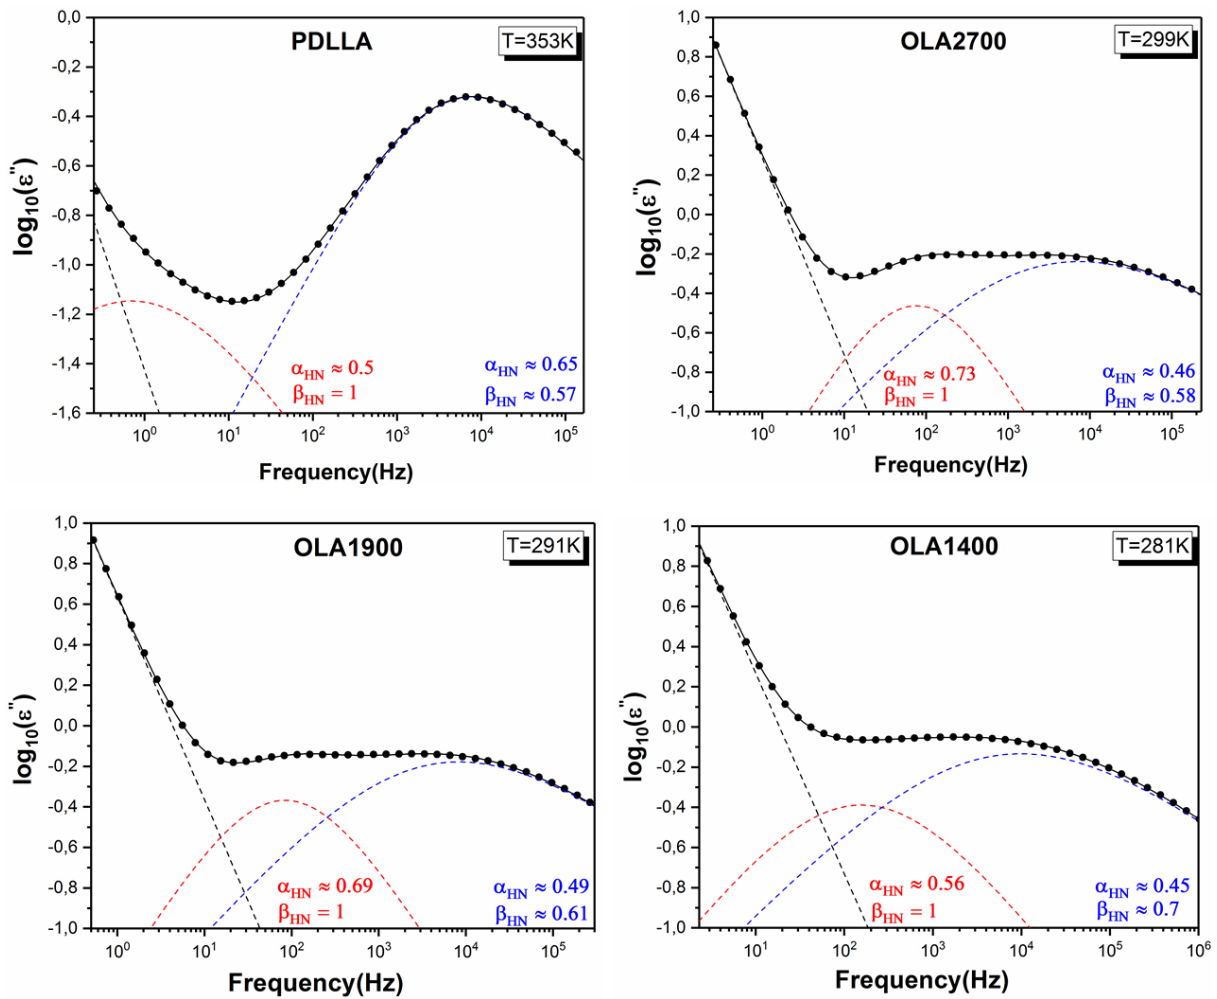 PDLLA
T=353K
0,0
-0,2
-0,4
-0,6
-0,8
-1,0
-1,2
-1,4
-1,6
log10(ε")
αHN ≈ 0.5
βHN = 1
αHN ≈ 0.65
βHN ≈ 0.57
10^0 10^1 10^2 10^3 10^4 10^5
Frequency(Hz)
OLA2700
T=299K
1,0
0,8
0,6
0,4
0,2
0,0
-0,2
-0,4
-0,6
-0,8
-1,0
log10(ε")
αHN ≈ 0.73
βHN = 1
αHN ≈ 0.46
βHN ≈ 0.58
10^0 10^1 10^2 10^3 10^4 10^5
Frequency(Hz)
OLA1900
T=291K
1,0
0,8
0,6
0,4
0,2
0,0
-0,2
-0,4
-0,6
-0,8
-1,0
log10(ε")
αHN ≈ 0.69
βHN = 1
αHN ≈ 0.49
βHN ≈ 0.61
10^0 10^1 10^2 10^3 10^4 10^5
Frequency(Hz)
OLA1400
T=281K
1,0
0,8
0,6
0,4
0,2
0,0
-0,2
-0,4
-0,6
-0,8
-1,0
log10(ε")
αHN ≈ 0.56
βHN = 1
αHN ≈ 0.45
βHN ≈ 0.7
10^1 10^2 10^3 10^4 10^5 10^6
Frequency(Hz)